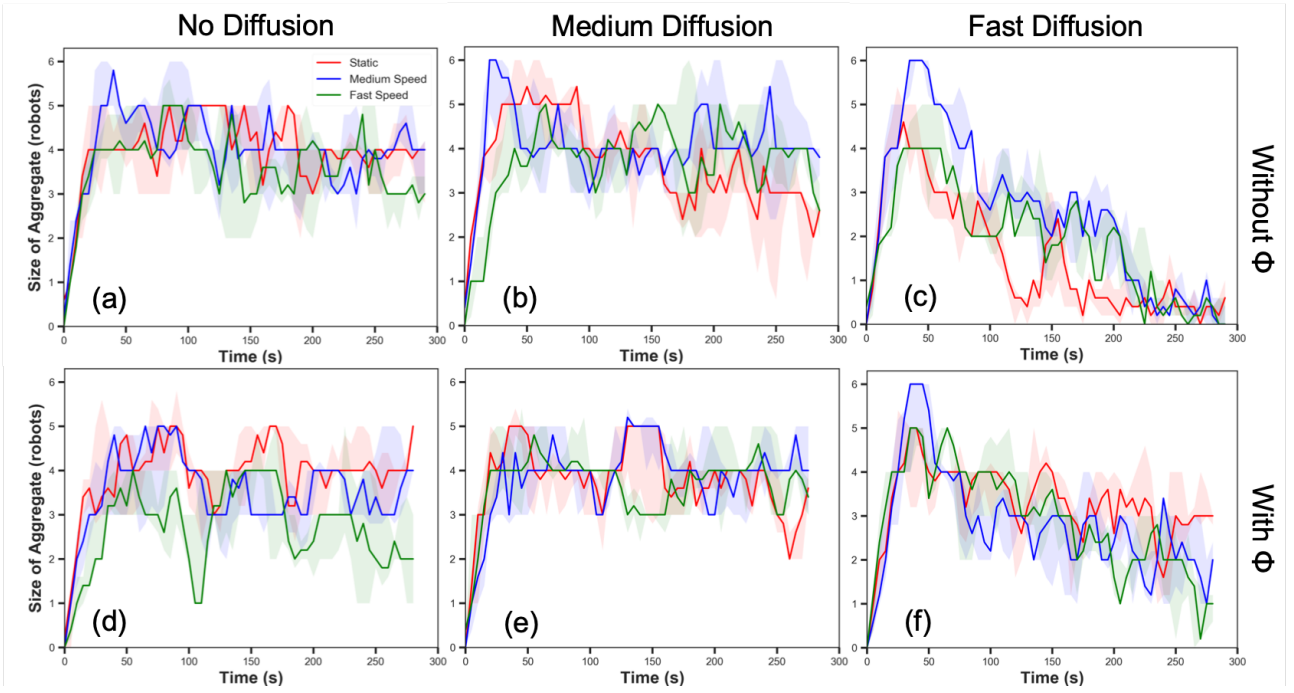 No Diffusion
Medium Diffusion
Fast Diffusion
Size of Aggregate (robots)
6
5
4
3
2
1
0
Static
Medium Speed
Fast Speed
(a)
0 50 100 150 200 250 300
Time (s)
6
5
4
3
2
1
0
(b)
0 50 100 150 200 250 300
Time (s)
6
5
4
3
2
1
0
(c)
0 50 100 150 200 250 300
Time (s)
Without Φ
Size of Aggregate (robots)
6
5
4
3
2
1
0
(d)
0 50 100 150 200 250 300
Time (s)
6
5
4
3
2
1
0
(e)
0 50 100 150 200 250 300
Time (s)
6
5
4
3
2
1
0
(f)
0 50 100 150 200 250 300
Time (s)
With Φ